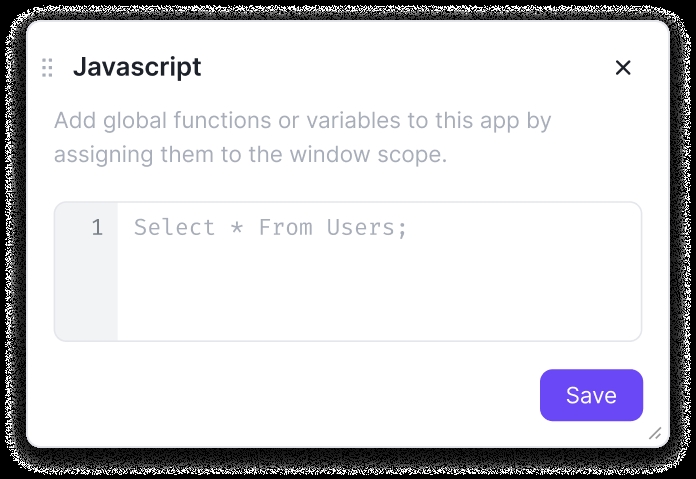 Javascript
Add global functions or variables to this app by
assigning them to the window scope.
1 Select * From Users;
Save